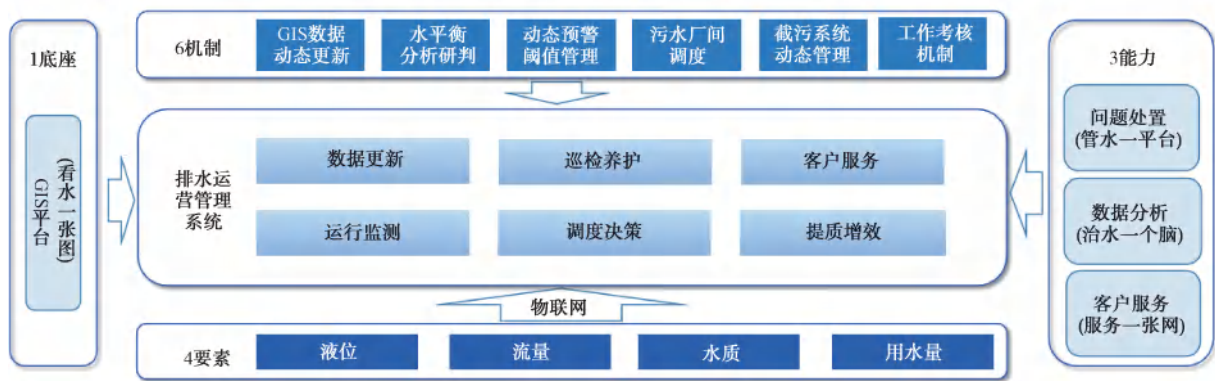 1底座
GIS平台
(看水一张图)
6机制
GIS数据
动态更新
水平衡
分析研判
动态预警
阈值管理
污水厂间
调度
截污系统
动态管理
工作考核
机制
排水运
营管理
系统
数据更新
巡检养护
客户服务
运行监测
调度决策
提质增效
物联网
4要素
液位
流量
水质
用水量
3能力
问题处置
(管水一平台)
数据分析
(治水一个脑)
客户服务
(服务一张网)